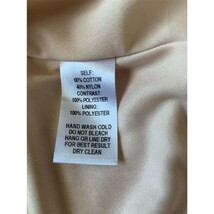 SELF:
60% COTTON
40% NYLON
CONTRAST:
100% POLYESTER
LINING:
100% POLYESTER
HAND WASH COLD
DO NOT BLEACH
HANG OR LINE DRY
FOR BEST RESULT
DRY CLEAN